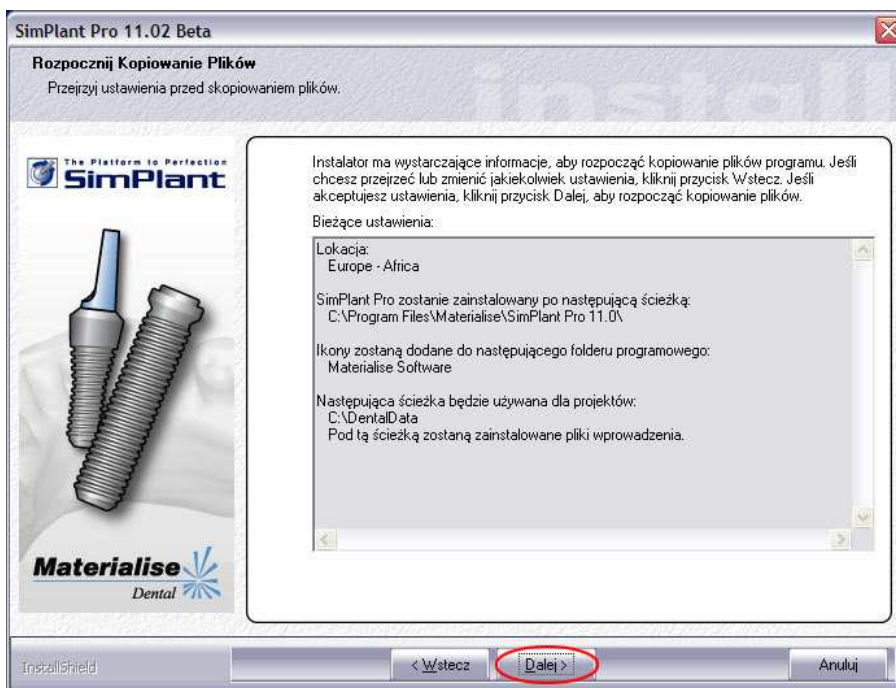 SimPlant Pro 11.02 Beta
Rozpocznij Kopiowanie Plików
Przejrzyj ustawienia przed skopiowaniem plików.
install
The Platform to Perfection
SimPlant
Instalator ma wystarczające informacje, aby rozpocząć kopiowanie plików programu. Jeśli
chcesz przejrzeć lub zmienić jakiekolwiek ustawienia, kliknij przycisk Wstecz. Jeśli
akceptujesz ustawienia, kliknij przycisk Dalej, aby rozpocząć kopiowanie plików.
Bieżące ustawienia:
Lokacja:
Europe - Africa
SimPlant Pro zostanie zainstalowany po następującą ścieżką:
C:\Program Files\Materialise\SimPlant Pro 11.0\
Ikony zostaną dodane do następującego folderu programowego:
Materialise Software
Następująca ścieżka będzie używana dla projektów:
C:\DentalData
Pod tą ścieżką zostaną zainstalowane pliki wprowadzenia.
Materialise
Dental
InstallShield
< Wstecz
Dalej >
Anuluj